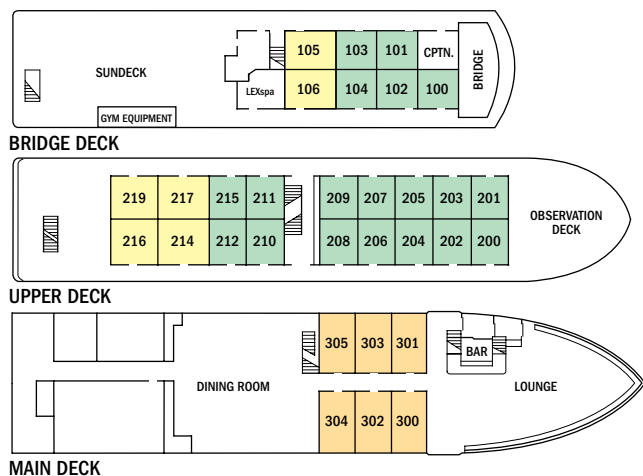 105 103 101 CPTN.
SUNDECK
BRIDGE
LEXspa 106 104 102 100
GYM EQUIPMENT
BRIDGE DECK
219 217 215 211 209 207 205 203 201
OBSERVATION
DECK
216 214 212 210 208 206 204 202 200
UPPER DECK
305 303 301
BAR
DINING ROOM
LOUNGE
304 302 300
MAIN DECK